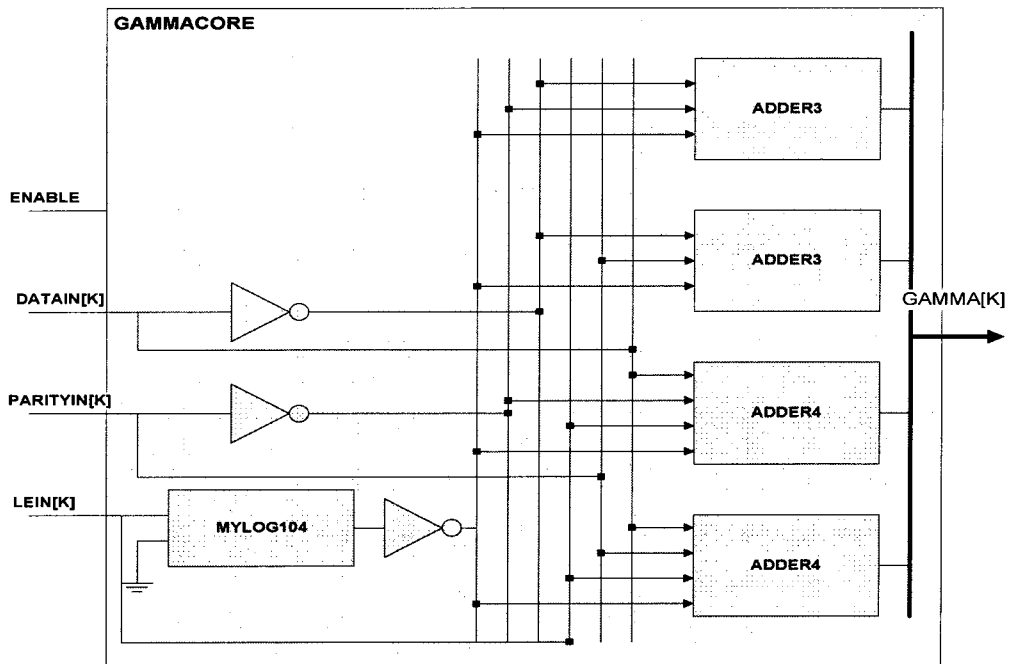 GAMMACORE
ADDER3
ENABLE
ADDER3
DATAIN[K]
GAMMA[K]
PARITYIN[K]
ADDER4
LEIN[K]
MYLOG104
ADDER4